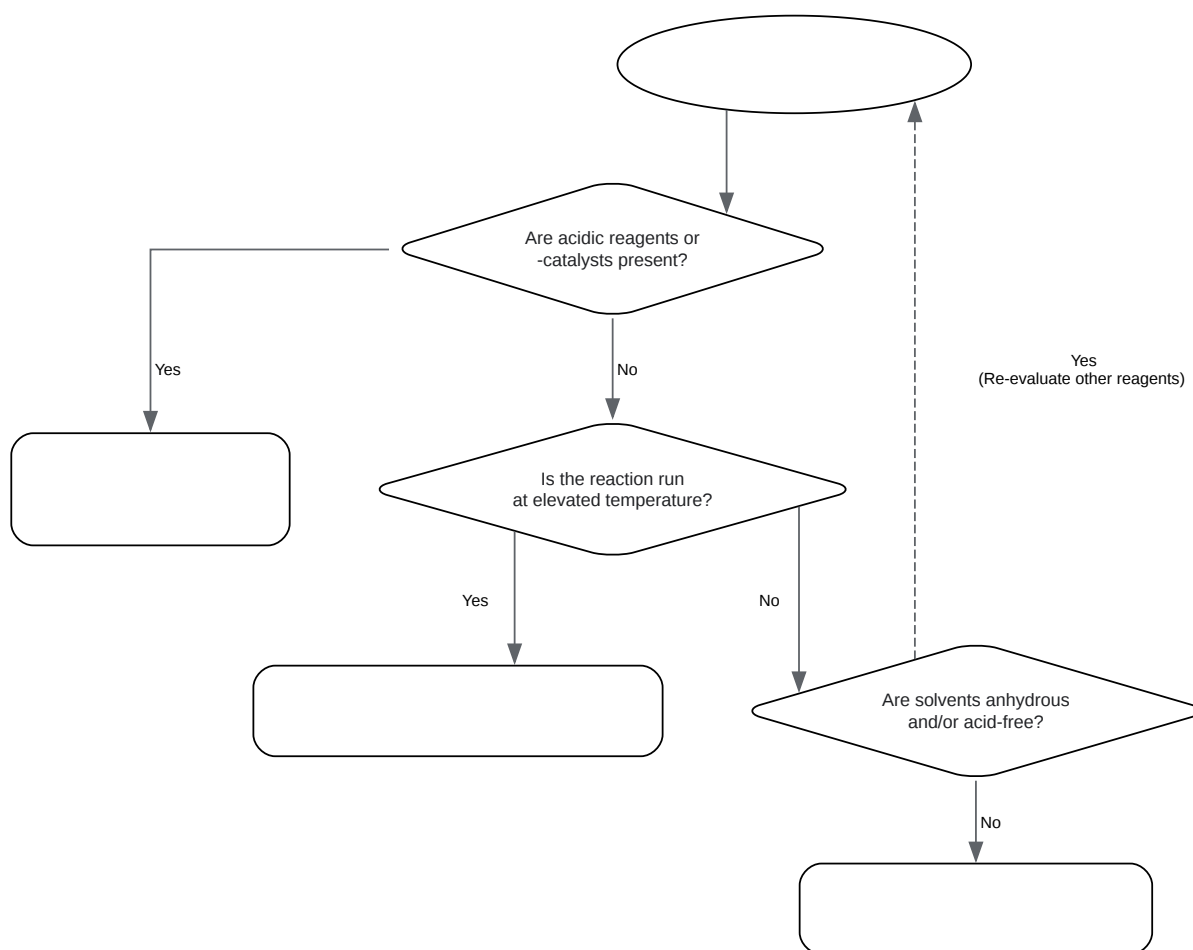 Are acidic reagents or
-catalysts present?
Yes
No
Yes
(Re-evaluate other reagents)
Is the reaction run
at elevated temperature?
Yes
No
Are solvents anhydrous
and/or acid-free?
No